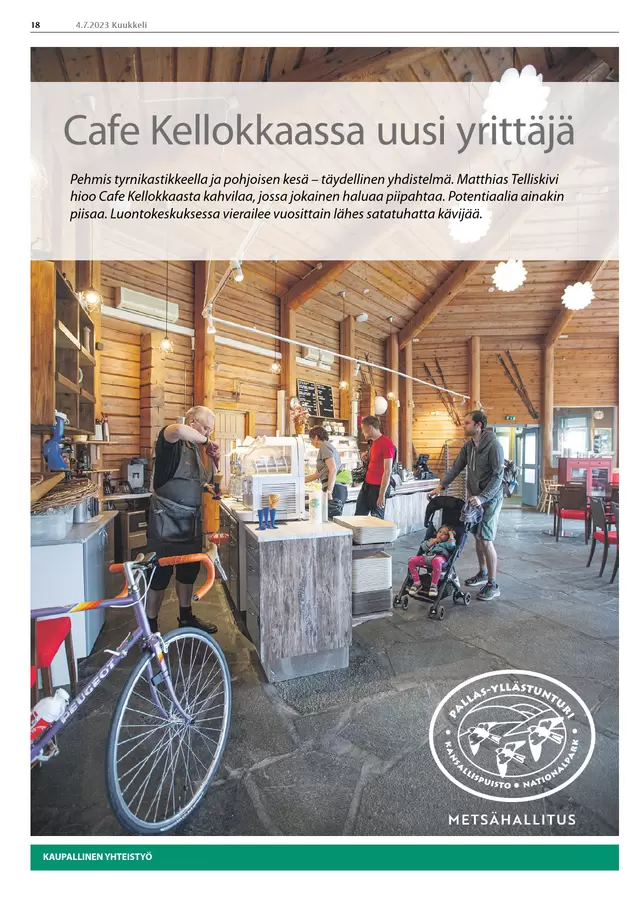 18
4.7.2023 Kuukkeli
Cafe Kellokkaassa uusi yrittäjä
Pehmis tyrnikastikkeella ja pohjoisen kesä – täydellinen yhdistelmä. Matthias Telliskivi
hioo Cafe Kellokkaasta kahvilaa, jossa jokainen haluaa piipahtaa. Potentiaalia ainakin
piisaa. Luontokeskuksessa vierailee vuosittain lähes satatuhatta kävijää.
PEUGEOT
PALLAS-YLLÄSTUNTURI
KANSALLISPUISTO • NATIONALPARK
METSÄHALLITUS
KAUPALLINEN YHTEISTYÖ